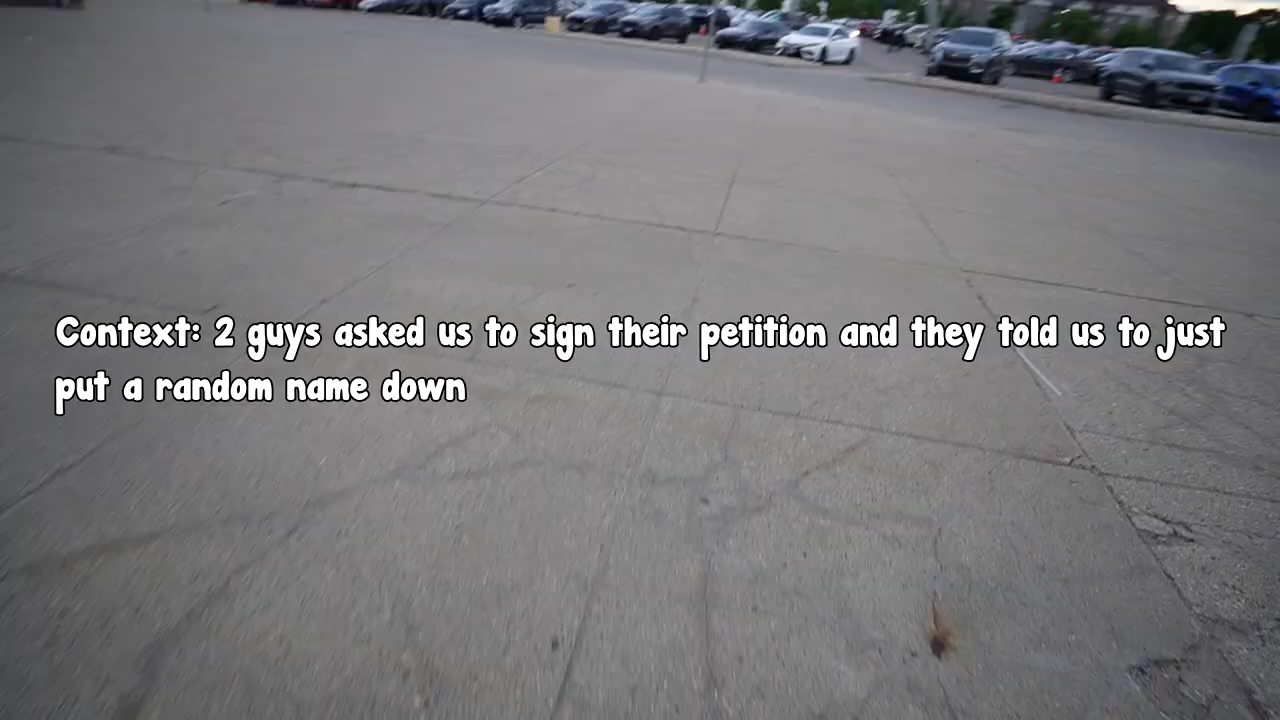 Context: 2 guys asked us to sign their petition and they told us to just
put a random name down